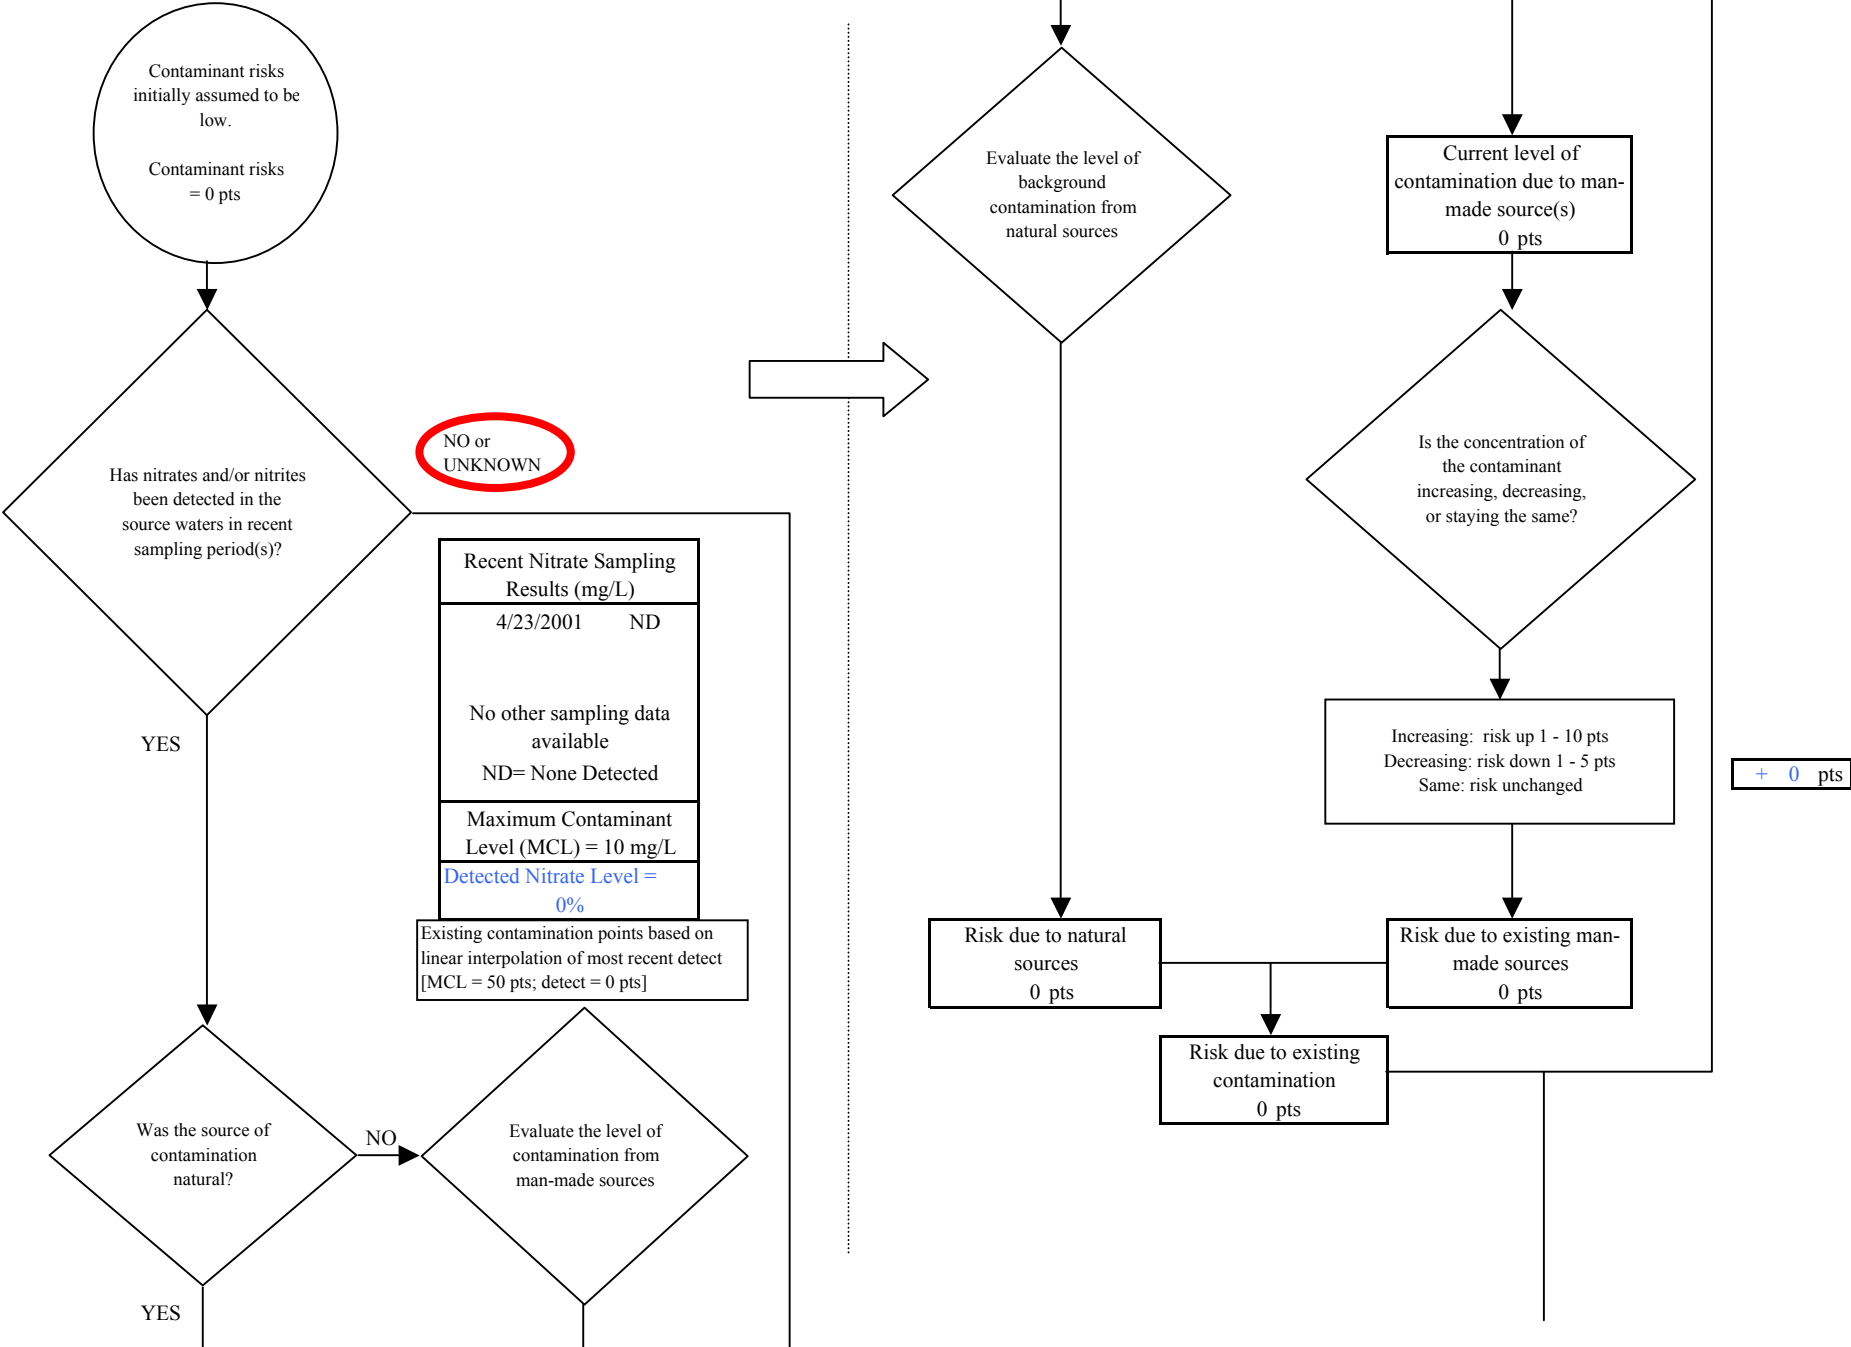 Contaminant risks
initially assumed to be
low.
Contaminant risks
= 0 pts
Has nitrates and/or nitrites
been detected in the
source waters in recent
sampling period(s)?
NO or
UNKNOWN
YES
Recent Nitrate Sampling
Results (mg/L)
4/23/2001 ND
No other sampling data
available
ND= None Detected
Maximum Contaminant
Level (MCL) = 10 mg/L
Detected Nitrate Level =
0%
Existing contamination points based on
linear interpolation of most recent detect
[MCL = 50 pts; detect = 0 pts]
Was the source of
contamination
natural?
NO
YES
Evaluate the level of
contamination from
man-made sources
Evaluate the level of
background
contamination from
natural sources
Current level of
contamination due to man-
made source(s)
0 pts
Is the concentration of
the contaminant
increasing, decreasing,
or staying the same?
Increasing: risk up 1 - 10 pts
Decreasing: risk down 1 - 5 pts
Same: risk unchanged
+ 0 pts
Risk due to natural
sources
0 pts
Risk due to existing man-
made sources
0 pts
Risk due to existing
contamination
0 pts